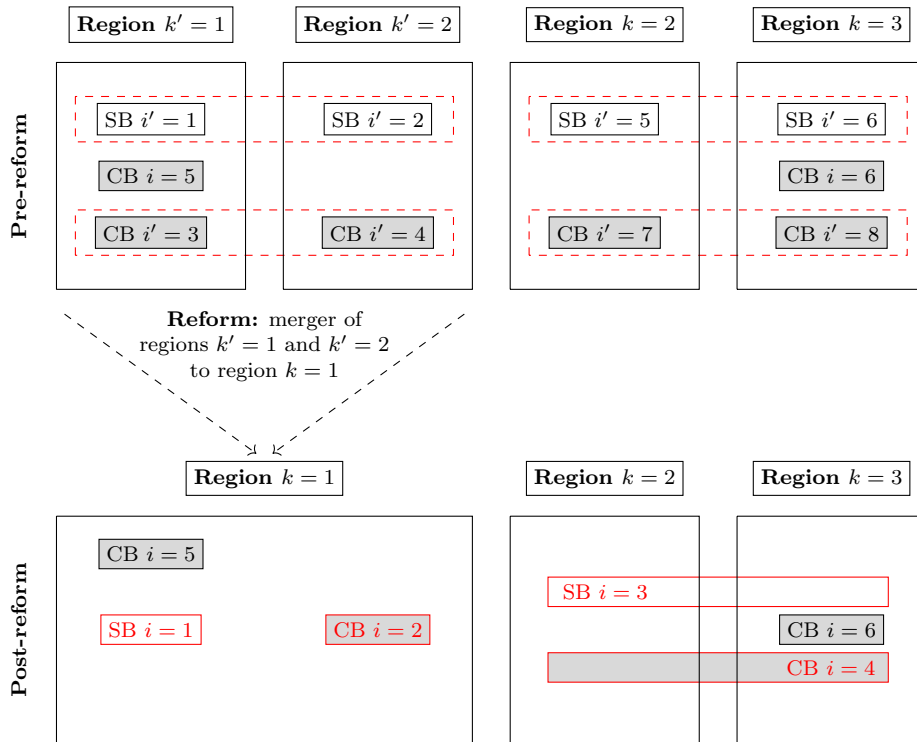 Region k′ = 1
Region k′ = 2
Region k = 2
Region k = 3
Pre-reform
SB i′ = 1
SB i′ = 2
SB i′ = 5
SB i′ = 6
CB i = 5
CB i = 6
CB i′ = 3
CB i′ = 4
CB i′ = 7
CB i′ = 8
Reform: merger of
regions k′ = 1 and k′ = 2
to region k = 1
Region k = 1
Region k = 2
Region k = 3
Post-reform
CB i = 5
SB i = 3
SB i = 1
CB i = 2
CB i = 6
CB i = 4